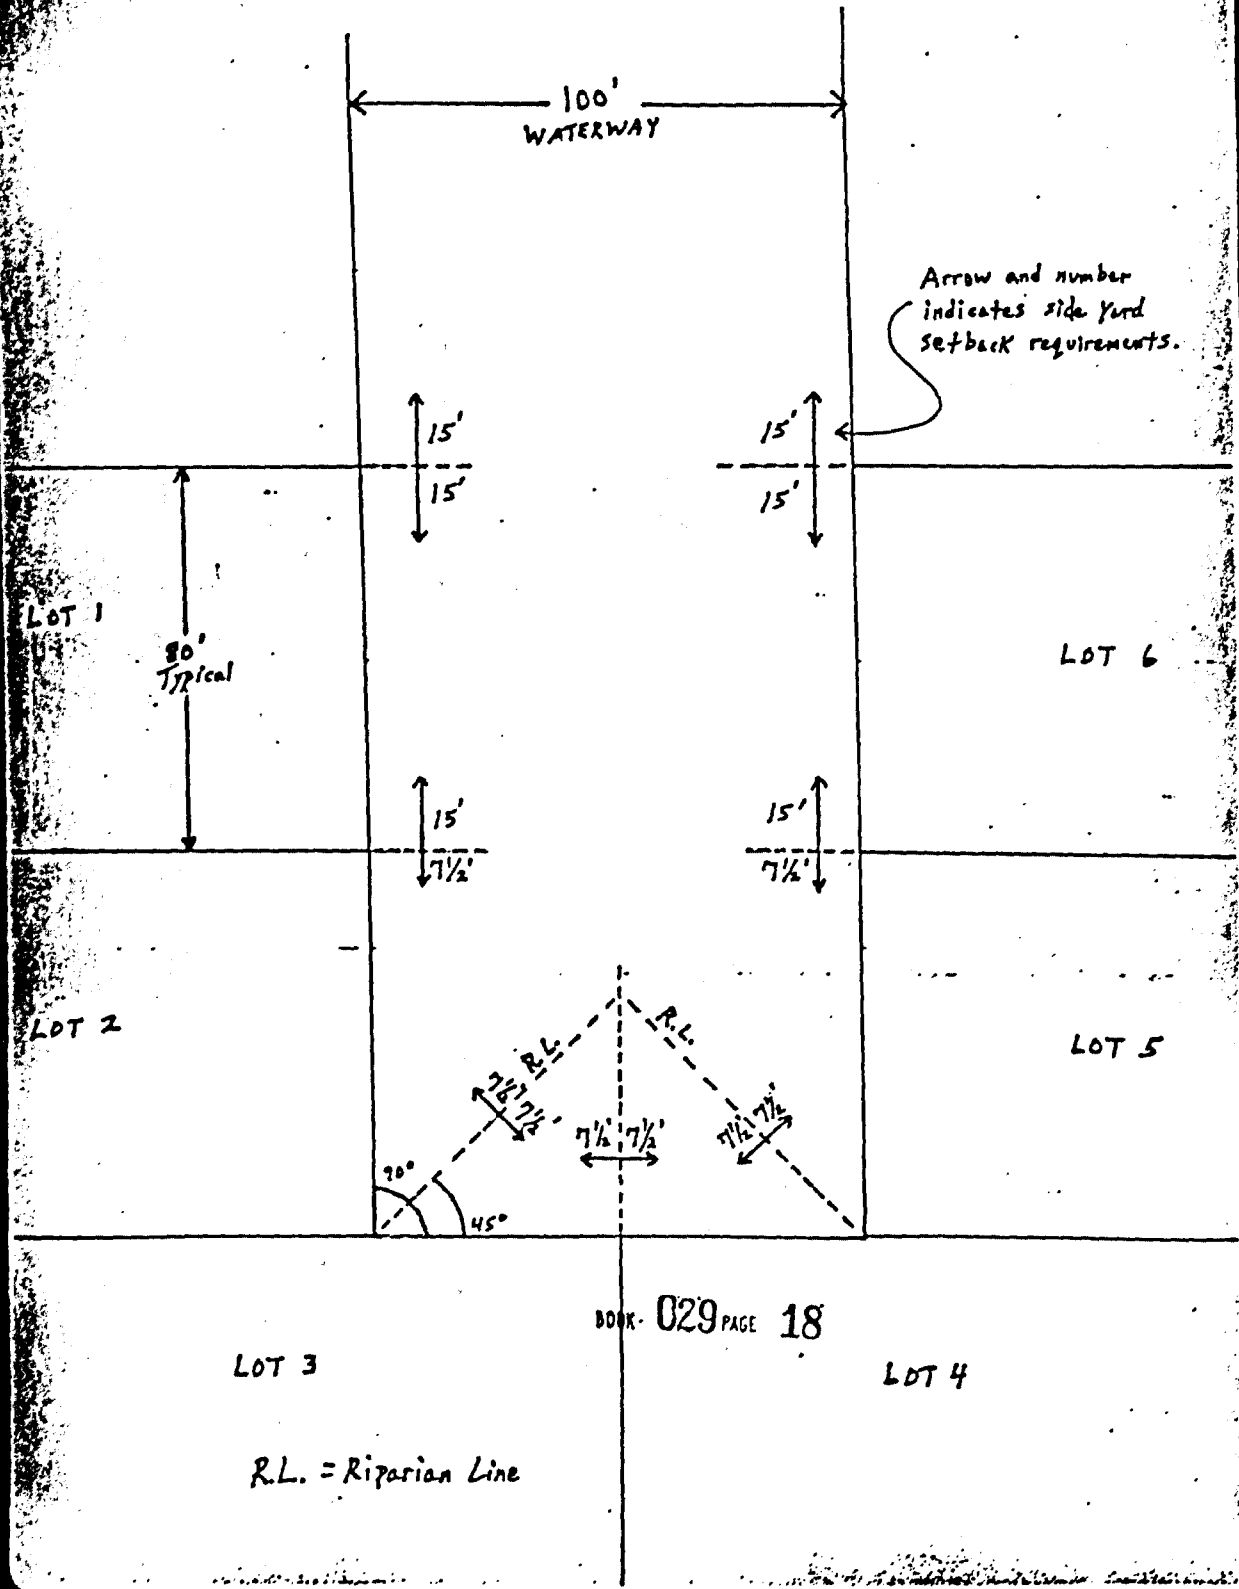 100'
WATERWAY
Arrow and number
indicates side yard
setback requirements.
15'
15'
15'
15'
LOT 1
80'
Typical
LOT 6
15'
7½'
15'
7½'
LOT 2
LOT 5
R.L.
R.L.
7½'
7½'
7½'
7½'
7½'
7½'
90°
45°
BOOK 029 PAGE 18
LOT 3
LOT 4
R.L. = Riparian Line